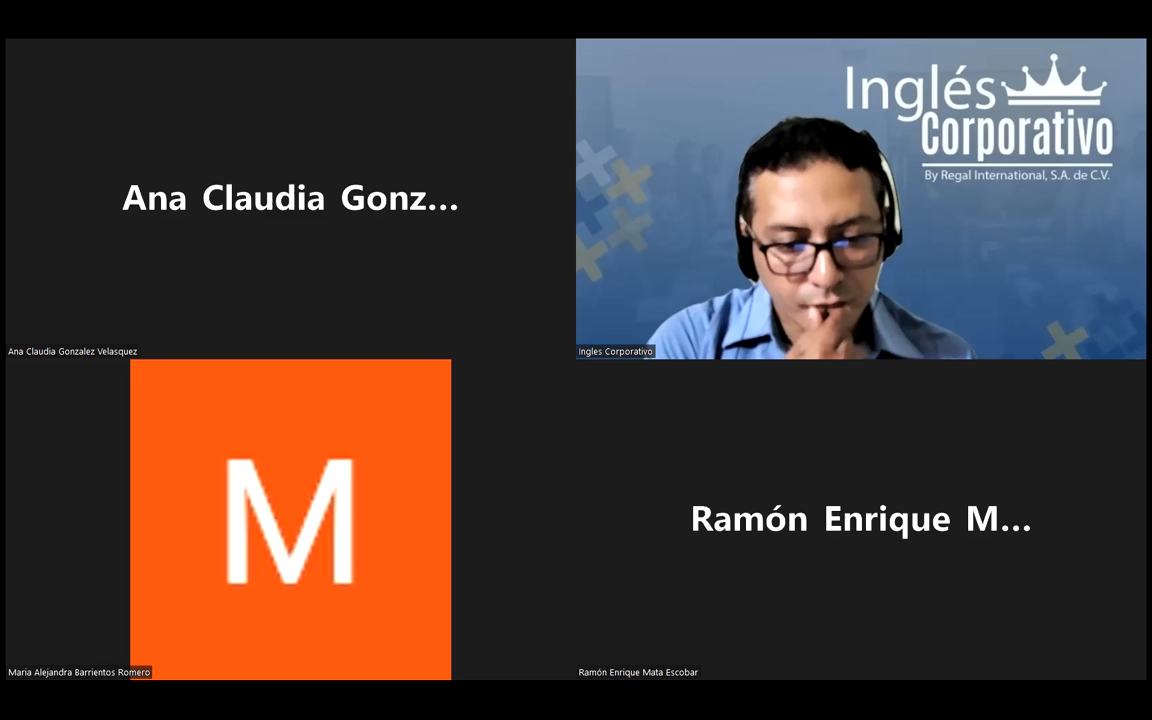 Ana Claudia Gonz...
Ana Claudia Gonzalez Velasquez
Inglés
Corporativo
By Regal International, S.A. de C.V.
Ingles Corporativo
M
Maria Alejandra Barrientos Romero
Ramón Enrique M...
Ramón Enrique Mata Escobar